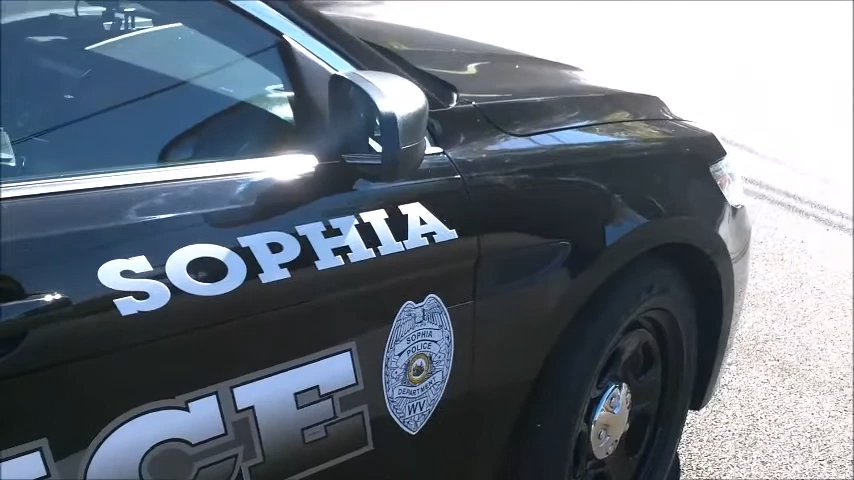 SOPHIA
CE
SOPHIA
POLICE
DEPARTMENT
WV